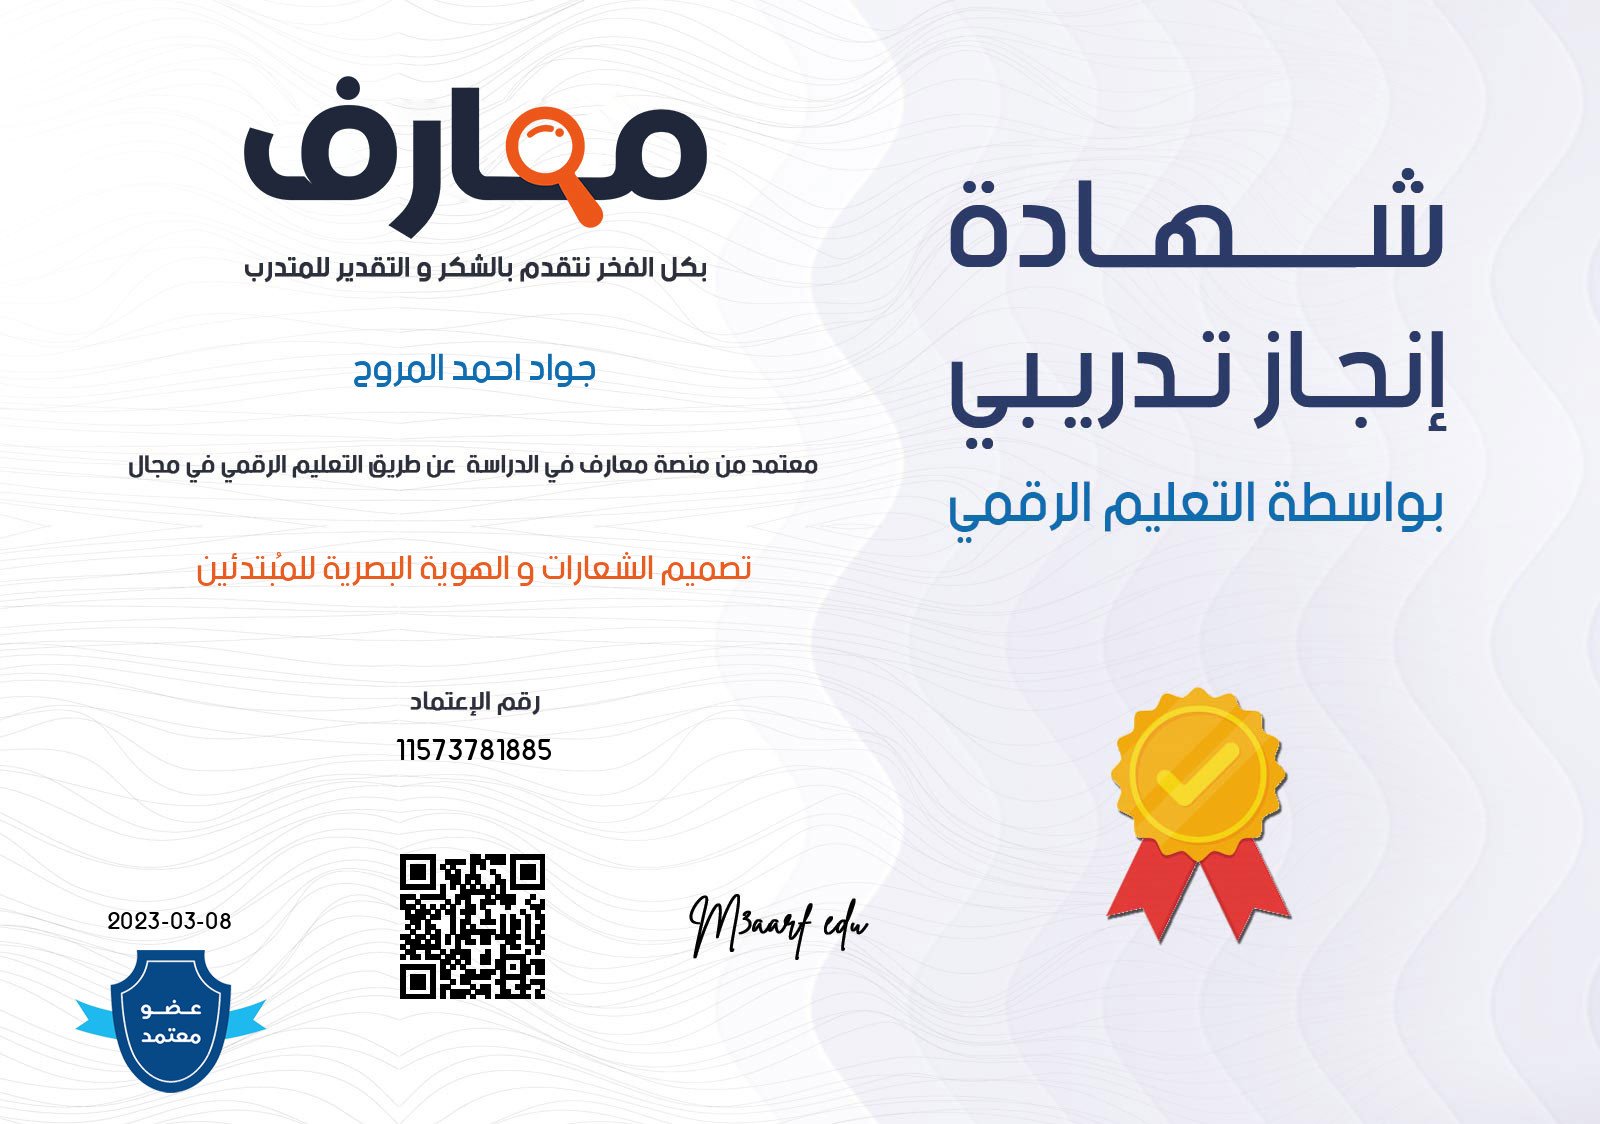 شهادة
إنجاز تدريبي
بواسطة التعليم الرقمي
معارف
بكل الفخر نتقدم بالشكر و التقدير للمتدرب
جواد احمد المروح
معتمد من منصة معارف في الدراسة عن طريق التعليم الرقمي في مجال
تصميم الشعارات و الهوية البصرية للمُبتدئين
رقم الإعتماد
11573781885
M3aarf edu
2023-03-08
عضو
معتمد